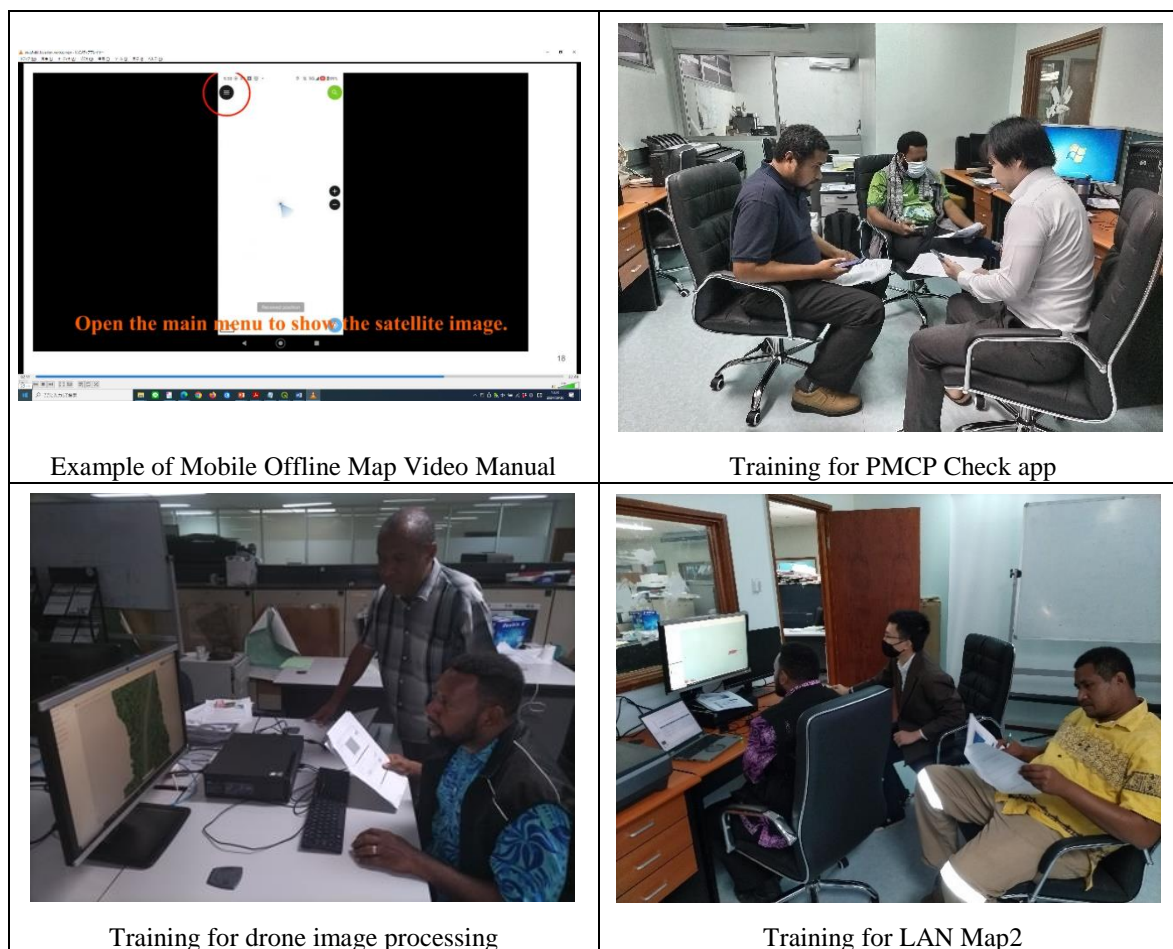 Open the main menu to show the satellite image.
18
Example of Mobile Offline Map Video Manual
Training for PMCP Check app
Training for drone image processing
Training for LAN Map2